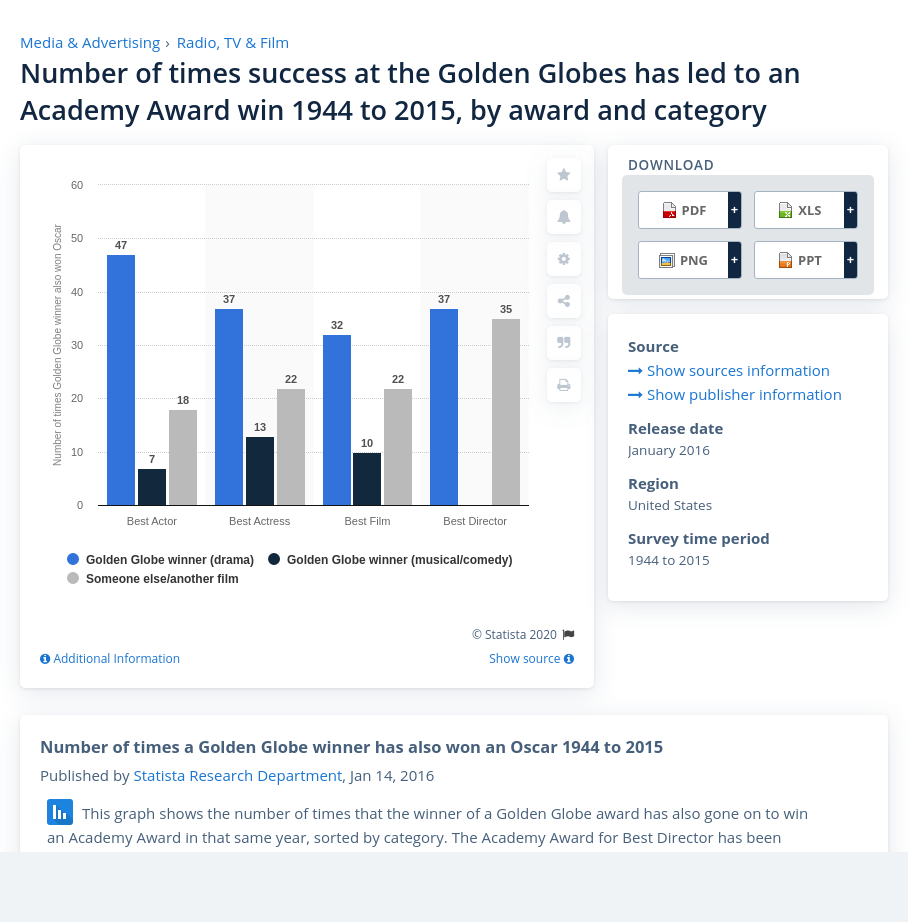 Media & Advertising › Radio, TV & Film
Number of times success at the Golden Globes has led to an
Academy Award win 1944 to 2015, by award and category
Number of times Golden Globe winner also won Oscar
60
50
40
30
20
10
0
47
7
18
37
13
22
32
10
22
37
35
Best Actor
Best Actress
Best Film
Best Director
Golden Globe winner (drama)
Golden Globe winner (musical/comedy)
Someone else/another film
© Statista 2020
Additional Information
Show source
DOWNLOAD
PDF +
XLS +
PNG +
PPT +
Source
Show sources information
Show publisher information
Release date
January 2016
Region
United States
Survey time period
1944 to 2015
Number of times a Golden Globe winner has also won an Oscar 1944 to 2015
Published by Statista Research Department, Jan 14, 2016
This graph shows the number of times that the winner of a Golden Globe award has also gone on to win
an Academy Award in that same year, sorted by category. The Academy Award for Best Director has been